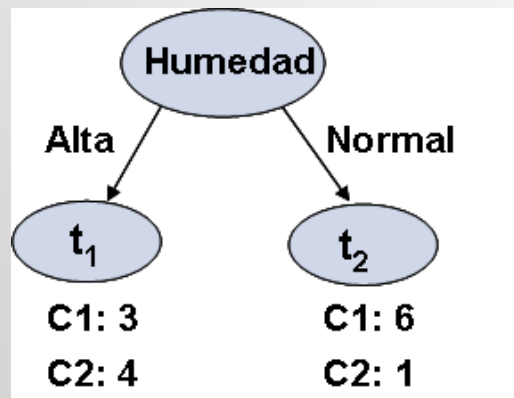 Humedad
Alta Normal
t1 t2
C1: 3 C1: 6
C2: 4 C2: 1